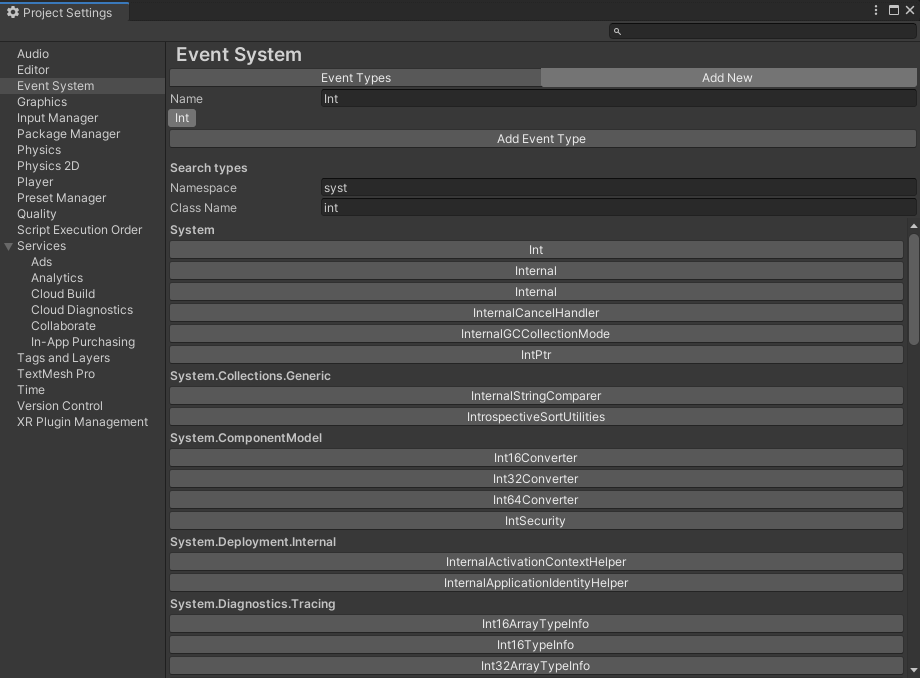 Project Settings
Audio
Editor
Event System
Graphics
Input Manager
Package Manager
Physics
Physics 2D
Player
Preset Manager
Quality
Script Execution Order
Services
Ads
Analytics
Cloud Build
Cloud Diagnostics
Collaborate
In-App Purchasing
Tags and Layers
TextMesh Pro
Time
Version Control
XR Plugin Management
Event System
Event Types Add New
Name Int
Int
Add Event Type
Search types
Namespace syst
Class Name int
System
Int
Internal
Internal
InternalCancelHandler
InternalGCCollectionMode
IntPtr
System.Collections.Generic
InternalStringComparer
IntrospectiveSortUtilities
System.ComponentModel
Int16Converter
Int32Converter
Int64Converter
IntSecurity
System.Deployment.Internal
InternalActivationContextHelper
InternalApplicationIdentityHelper
System.Diagnostics.Tracing
Int16ArrayTypeInfo
Int16TypeInfo
Int32ArrayTypeInfo